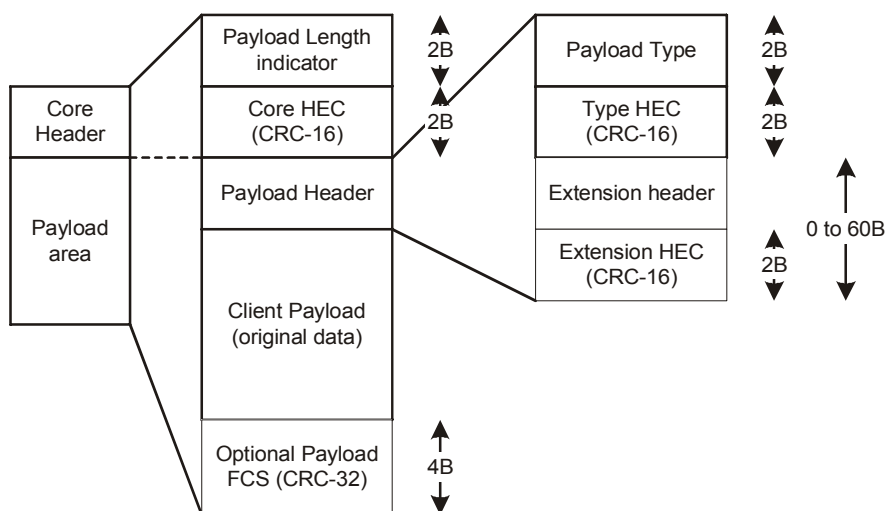 Core
Header
Payload
area
Payload Length
indicator
2B
Core HEC
(CRC-16)
2B
Payload Header
Client Payload
(original data)
Optional Payload
FCS (CRC-32)
4B
Payload Type
2B
Type HEC
(CRC-16)
2B
Extension header
Extension HEC
(CRC-16)
2B
0 to 60B